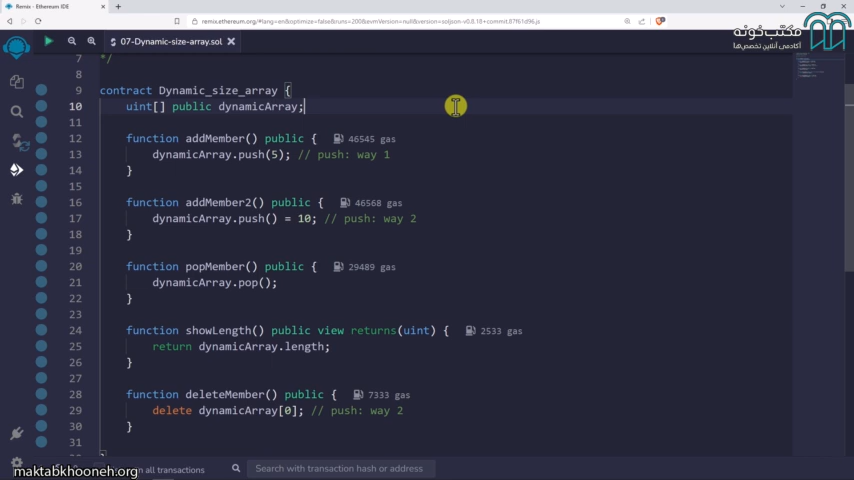 Remix - Ethereum IDE
remix.ethereum.org/#lang=en&optimize=false&runs=200&evmVersion=null&version=soljson-v0.8.18+commit.87f61d96.js
مکتب‌خونه
آکادمی آنلاین تخصص‌ها
07-Dynamic-size-array.sol
7 */
8
9 contract Dynamic_size_array {
10 uint[] public dynamicArray;
11
12 function addMember() public { 46545 gas
13 dynamicArray.push(5); // push: way 1
14 }
15
16 function addMember2() public { 46568 gas
17 dynamicArray.push() = 10; // push: way 2
18 }
19
20 function popMember() public { 29489 gas
21 dynamicArray.pop();
22 }
23
24 function showLength() public view returns(uint) { 2533 gas
25 return dynamicArray.length;
26 }
27
28 function deleteMember() public { 7333 gas
29 delete dynamicArray[0]; // push: way 2
30 }
31
all transactions
Search with transaction hash or address
maktabkhooneh.org